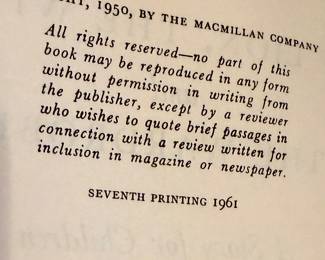 1950, BY THE MACMILLAN COMPANY
All rights reserved—no part of this
book may be reproduced in any form
without permission in writing from
the publisher, except by a reviewer
who wishes to quote brief passages in
connection with a review written for
inclusion in magazine or newspaper.
SEVENTH PRINTING 1961